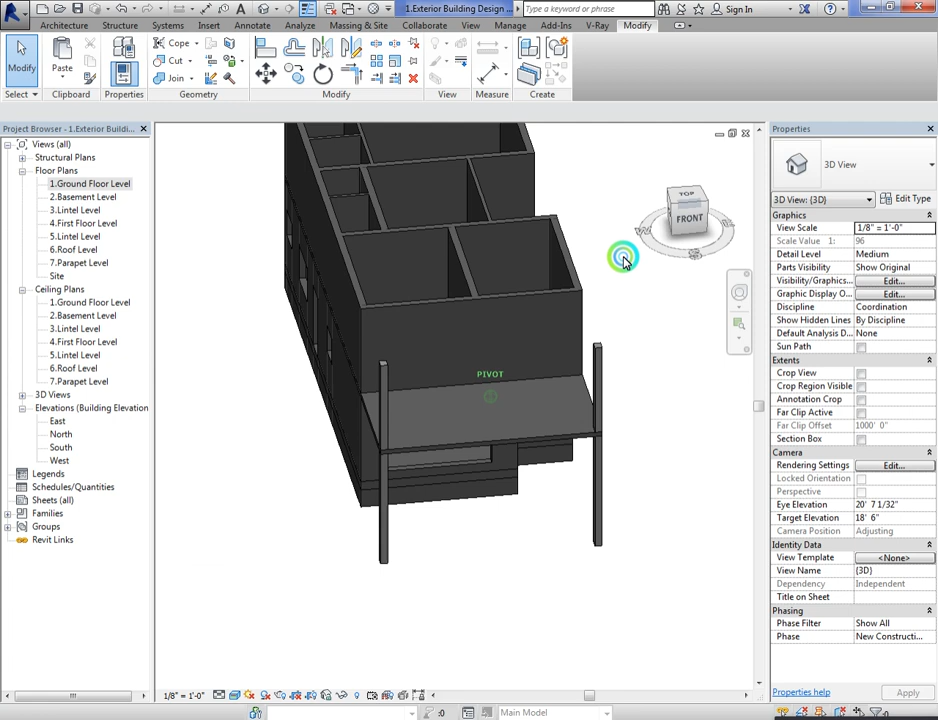 1.Exterior Building Design ...
Type a keyword or phrase
Sign In
Architecture Structure Systems Insert Annotate Analyze Massing & Site Collaborate View Manage Add-Ins V-Ray Modify
Modify
Paste
Cope
Cut
Join
Select Clipboard Properties Geometry Modify View Measure Create
Project Browser - 1.Exterior Buildi...
Views (all)
Structural Plans
Floor Plans
1.Ground Floor Level
2.Basement Level
3.Lintel Level
4.First Floor Level
5.Lintel Level
6.Roof Level
7.Parapet Level
Site
Ceiling Plans
1.Ground Floor Level
2.Basement Level
3.Lintel Level
4.First Floor Level
5.Lintel Level
6.Roof Level
7.Parapet Level
3D Views
Elevations (Building Elevation
East
North
South
West
Legends
Schedules/Quantities
Sheets (all)
Families
Groups
Revit Links
TOP
FRONT
W
S
PIVOT
Properties
3D View
3D View: {3D} Edit Type
Graphics
View Scale 1/8" = 1'-0"
Scale Value 1: 96
Detail Level Medium
Parts Visibility Show Original
Visibility/Graphics... Edit...
Graphic Display O... Edit...
Discipline Coordination
Show Hidden Lines By Discipline
Default Analysis D... None
Sun Path
Extents
Crop View
Crop Region Visible
Annotation Crop
Far Clip Active
Far Clip Offset 1000' 0"
Section Box
Camera
Rendering Settings Edit...
Locked Orientation
Perspective
Eye Elevation 20' 7 1/32"
Target Elevation 18' 6"
Camera Position Adjusting
Identity Data
View Template <None>
View Name {3D}
Dependency Independent
Title on Sheet
Phasing
Phase Filter Show All
Phase New Constructi...
Properties help Apply
1/8" = 1'-0"
:0 Main Model